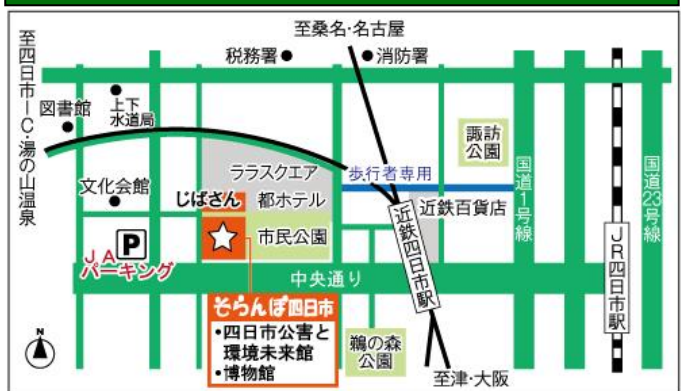 至桑名・名古屋
税務署
消防署
至四日市IC・湯の山温泉
図書館
上下
水道局
諏訪
公園
ララスクエア
歩行者専用
国道1号線
国道23号線
文化会館
じばさん
都ホテル
近鉄百貨店
P
JA
パーキング
市民公園
近鉄四日市駅
JR四日市駅
中央通り
そらんぽ四日市
・四日市公害と
環境未来館
・博物館
鵜の森
公園
N
至津・大阪